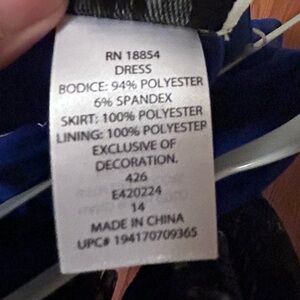 RN 18854
DRESS
BODICE: 94% POLYESTER
6% SPANDEX
SKIRT: 100% POLYESTER
LINING: 100% POLYESTER
EXCLUSIVE OF
DECORATION.
426
E420224
14
MADE IN CHINA
UPC# 194170709365